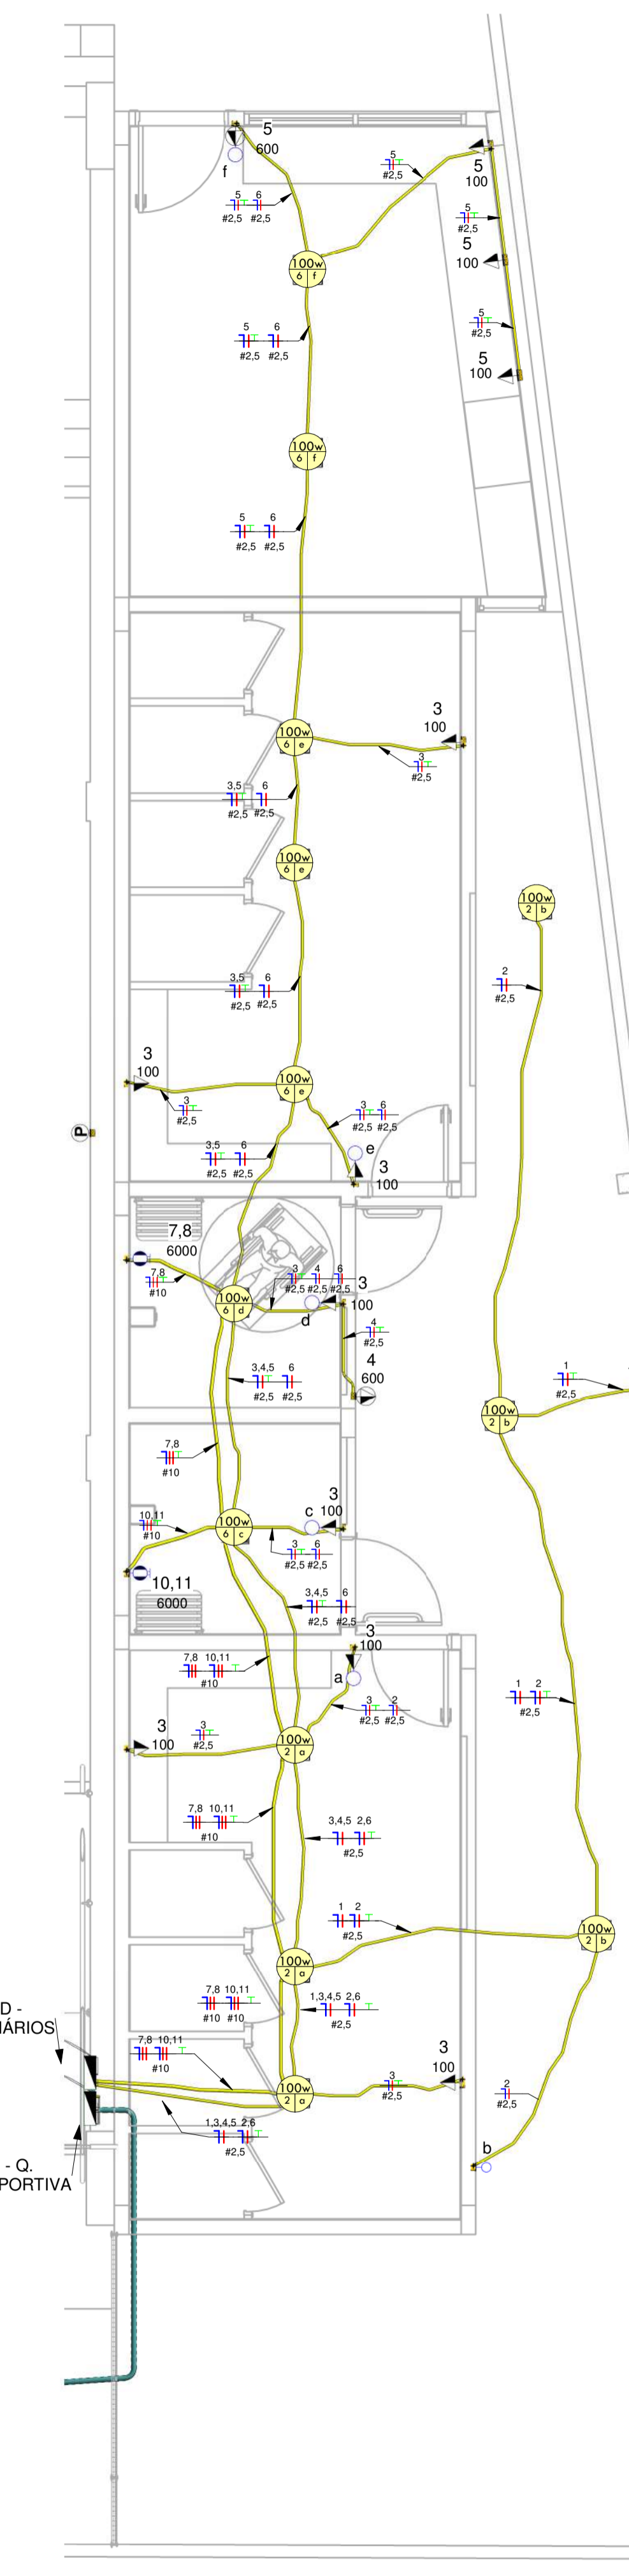 5
600
f
5
#2,5
5
100
5 6
#2,5 #2,5
5
#2,5
5
100
100w
6 f
5
#2,5
5 6
#2,5 #2,5
5
100
100w
6 f
5 6
#2,5 #2,5
3
100
100w
6 e
3
#2,5
3,5 6
#2,5 #2,5
100w
6 e
100w
2 b
3,5 6
#2,5 #2,5
2
#2,5
3
100
100w
6 e
3
#2,5
3 6
#2,5 #2,5
P
e
3
100
3,5 6
#2,5 #2,5
7,8
6000
7,8
#10
3 4 6
#2,5 #2,5 #2,5
3
100
100w
6 d
d
4
#2,5
4
600
3,4,5 6
#2,5 #2,5
1
#2,5
100w
2 b
7,8
#10
3
100
c
10,11
#10
100w
6 c
3 6
#2,5 #2,5
10,11
6000
3,4,5 6
#2,5 #2,5
3
100
a
7,8 10,11
#10
1 2
#2,5
3 2
#2,5 #2,5
3
100
3
#2,5
100w
2 a
7,8 10,11
#10
3,4,5 2,6
#2,5
1 2
#2,5
100w
2 b
100w
2 a
7,8 10,11
#10 #10
1,3,4,5 2,6
#2,5
D -
IÁRIOS
7,8 10,11
#10
3
100
3
#2,5
100w
2 a
2
#2,5
1,3,4,5 2,6
#2,5
b
- Q.
PORTIVA